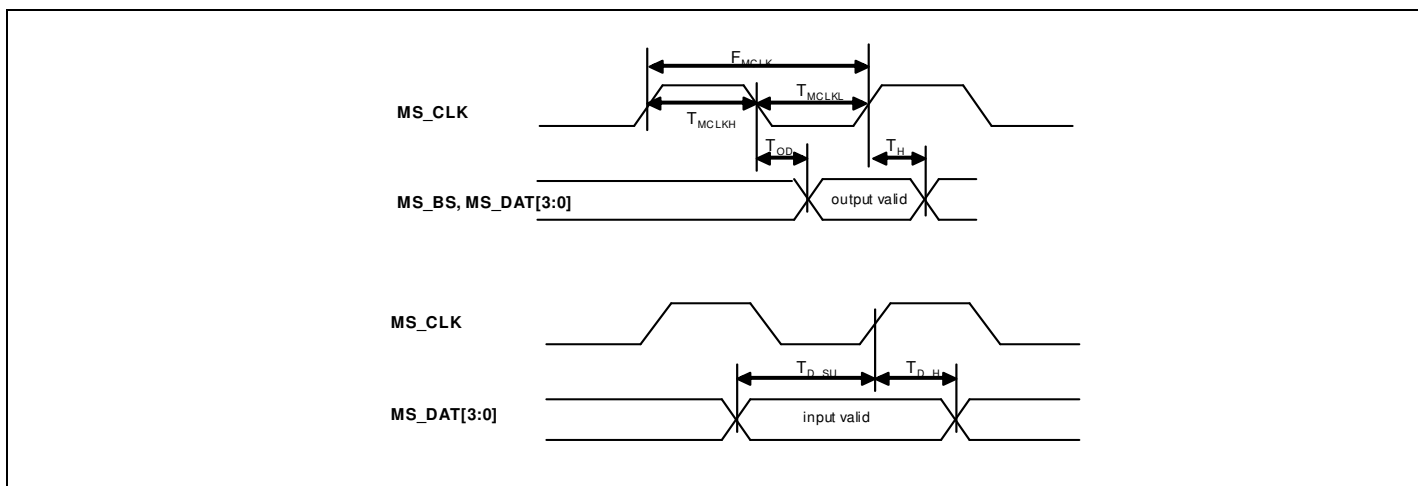 F_MCLK
MS_CLK
T_MCLKL
T_MCLKH
T_OD
T_H
MS_BS, MS_DAT[3:0]
output valid
MS_CLK
T_D_SU
T_D_H
MS_DAT[3:0]
input valid